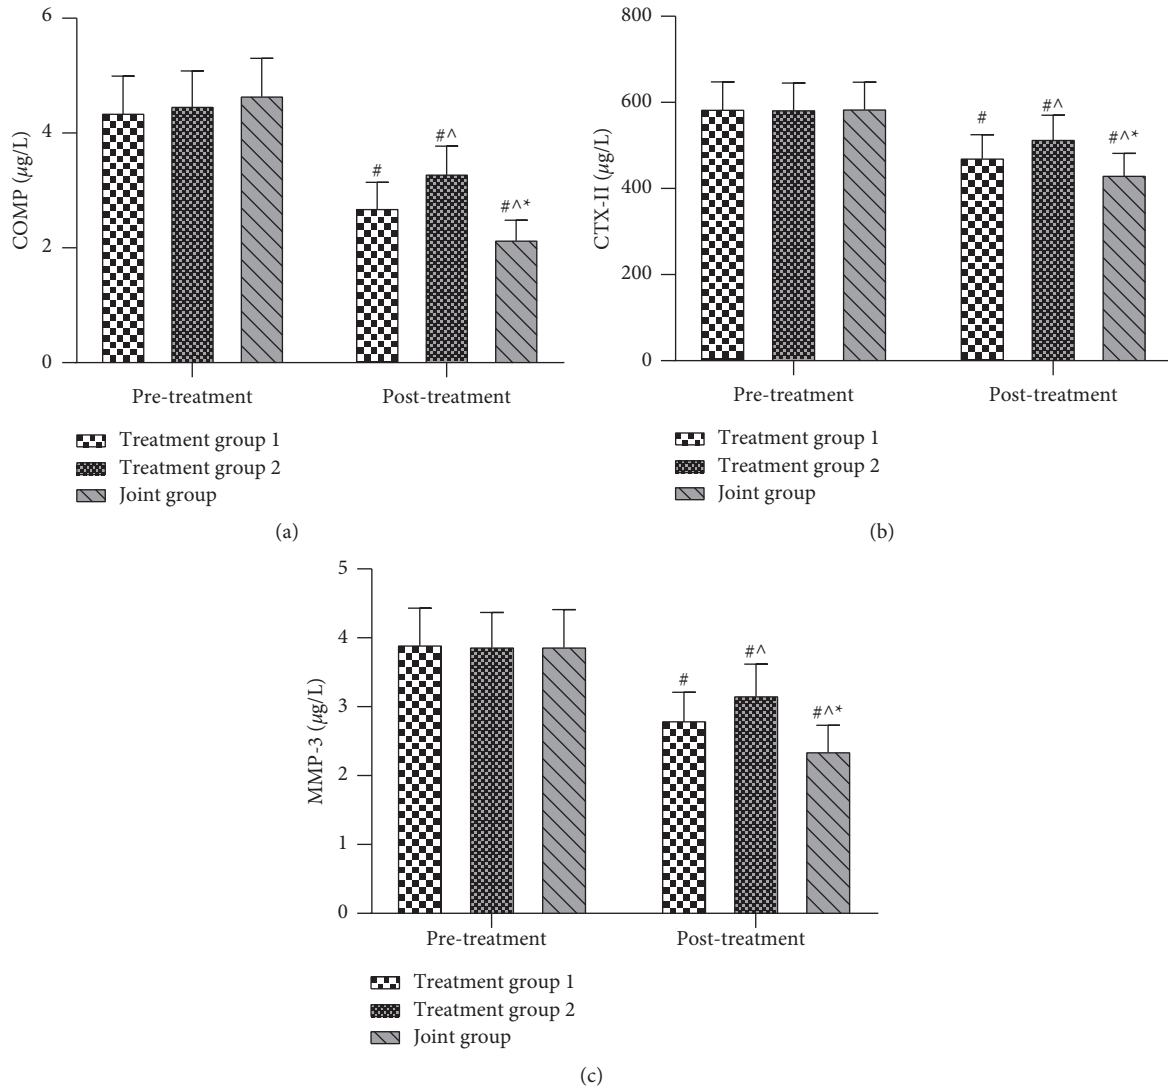 6
4
2
0
COMP (μg/L)
#
#^
#^*
Pre-treatment
Post-treatment
Treatment group 1
Treatment group 2
Joint group
(a)
800
600
400
200
0
CTX-II (μg/L)
#
#^
#^*
Pre-treatment
Post-treatment
Treatment group 1
Treatment group 2
Joint group
(b)
5
4
3
2
1
0
MMP-3 (μg/L)
#
#^
#^*
Pre-treatment
Post-treatment
Treatment group 1
Treatment group 2
Joint group
(c)